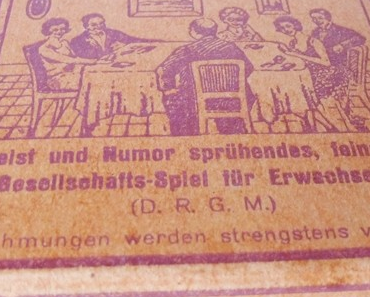 eist und Humor sprühendes, fein
Gesellschafts-Spiel für Erwachse
(D. R. G. M.)
hmungen werden strengstens v